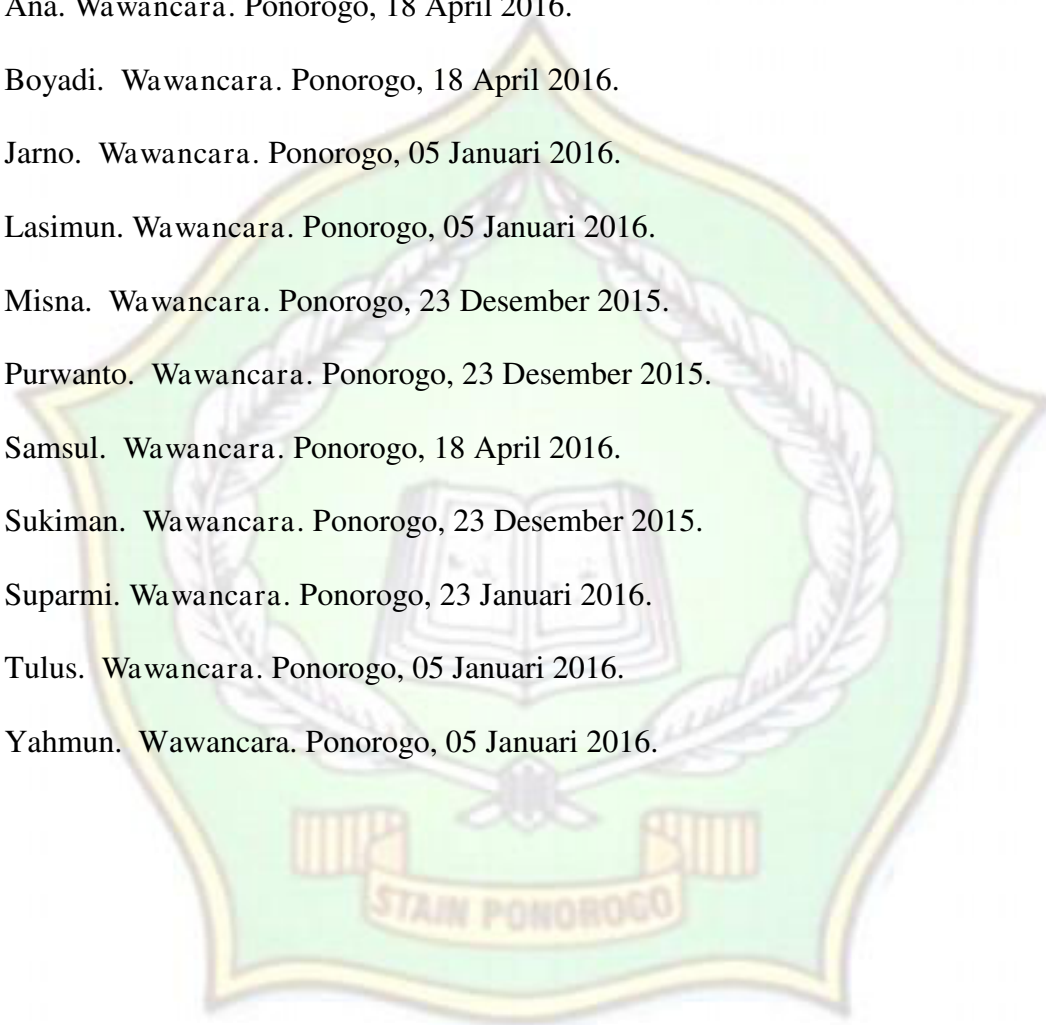 Ana. Wawancara. Ponorogo, 18 April 2016.
Boyadi. Wawancara. Ponorogo, 18 April 2016.
Jarno. Wawancara. Ponorogo, 05 Januari 2016.
Lasimun. Wawancara. Ponorogo, 05 Januari 2016.
Misna. Wawancara. Ponorogo, 23 Desember 2015.
Purwanto. Wawancara. Ponorogo, 23 Desember 2015.
Samsul. Wawancara. Ponorogo, 18 April 2016.
Sukiman. Wawancara. Ponorogo, 23 Desember 2015.
Suparmi. Wawancara. Ponorogo, 23 Januari 2016.
Tulus. Wawancara. Ponorogo, 05 Januari 2016.
Yahmun. Wawancara. Ponorogo, 05 Januari 2016.
STAIN PONOROGO